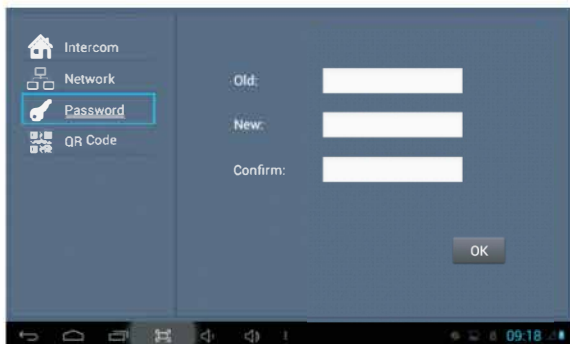 Intercom
Network
Password
QR Code
Old:
New:
Confirm:
OK
09:18